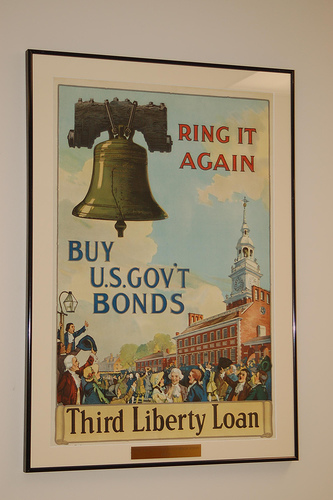 RING IT
AGAIN
BUY
U.S. GOV'T
BONDS
Third Liberty Loan